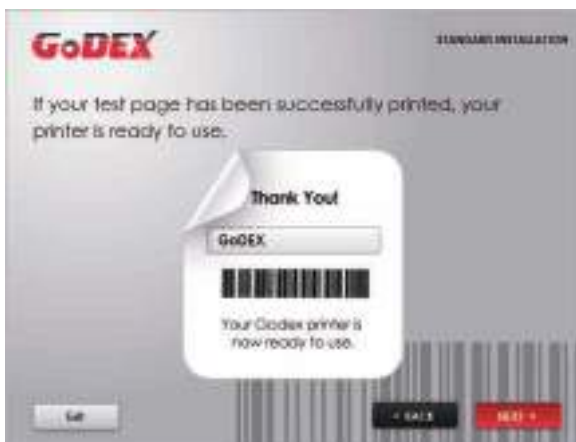 GoDEX
STANDARD INSTALLATION
If your test page has been successfully printed, your
printer is ready to use.
Thank You!
GoDEX
Your Godex printer is
now ready to use.
Exit
< BACK
NEXT >